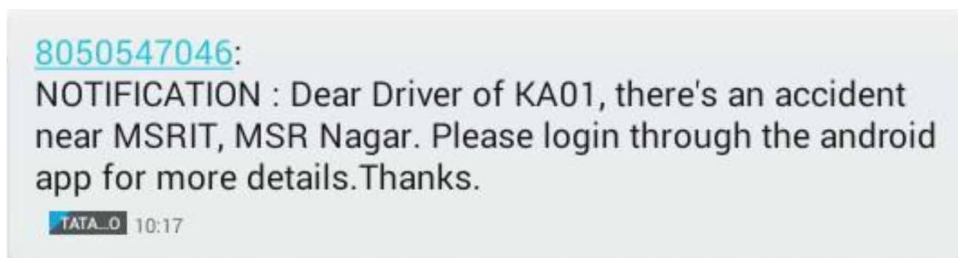 8050547046:
NOTIFICATION : Dear Driver of KA01, there's an accident
near MSRIT, MSR Nagar. Please login through the android
app for more details.Thanks.
TATA...O 10:17